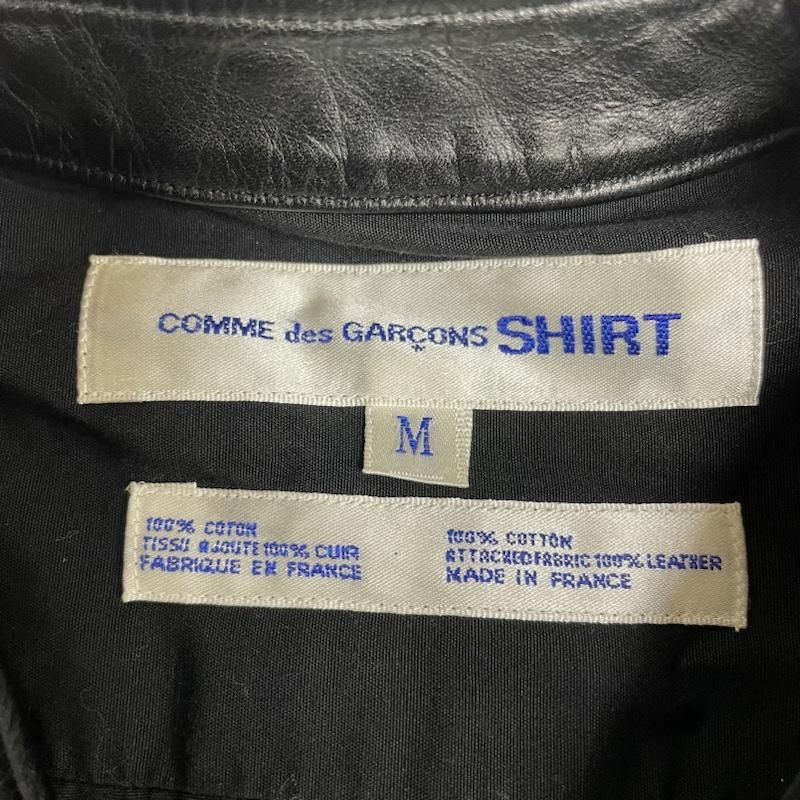 COMME des GARÇONS SHIRT
M
100% COTON
TISSU AJOUTE 100% CUIR
FABRIQUE EN FRANCE
100% COTTON
ATTACKED FABRIC 100% LEATHER
MADE IN FRANCE